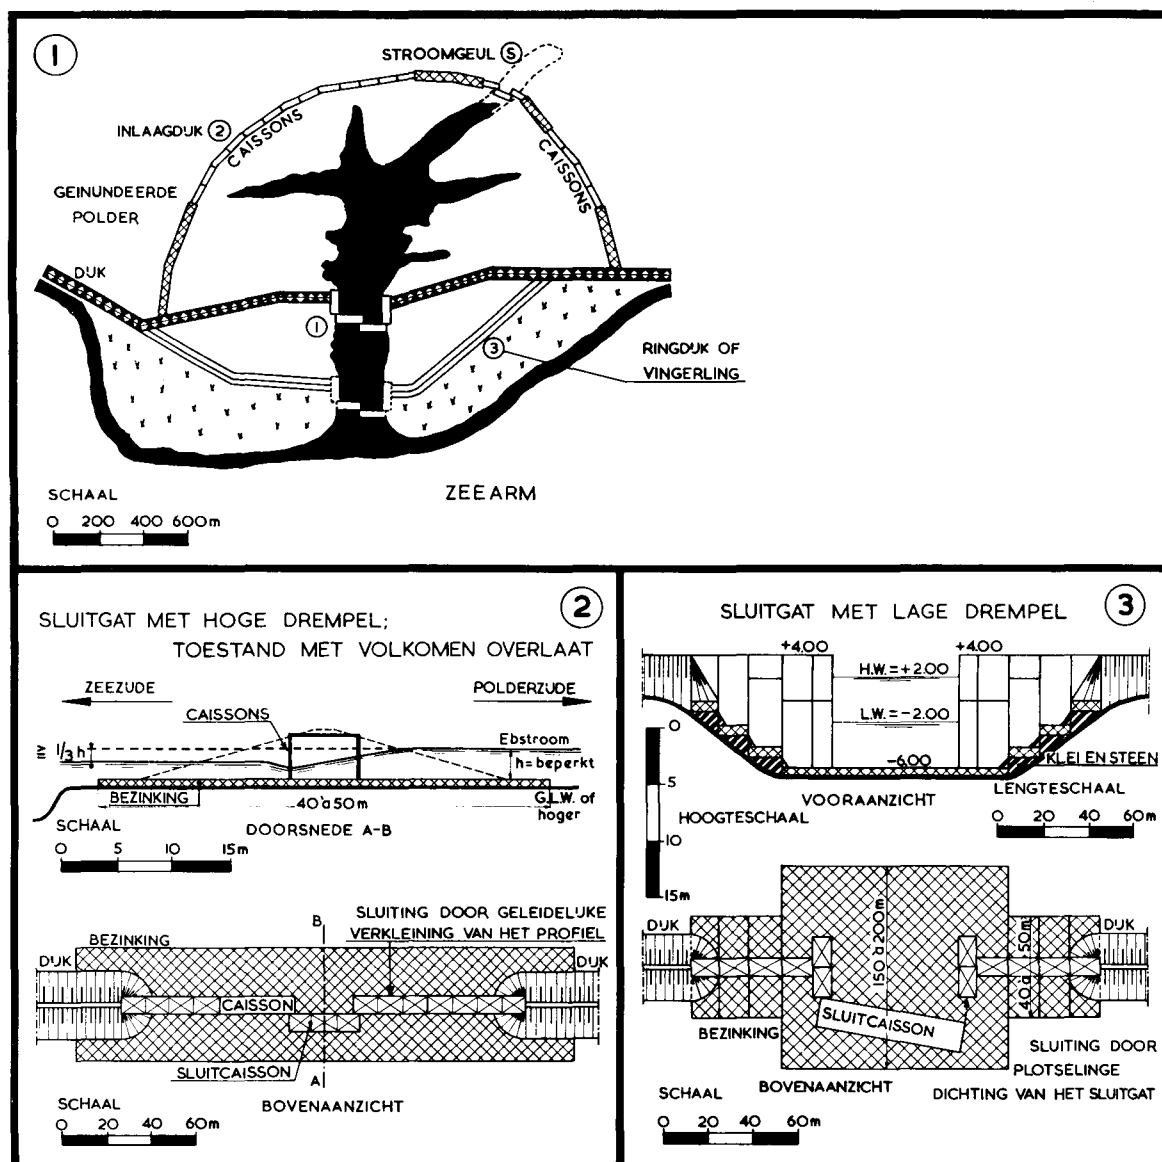 1
STROOMGEUL S
INLAAGDIJK 2
CAISSONS
CAISSONS
GEINUNDEERDE
POLDER
DIJK
1
3
RINGDIJK OF
VINGERLING
ZEEARM
SCHAAL
0 200 400 600m
2
SLUITGAT MET HOGE DREMPEL;
TOESTAND MET VOLKOMEN OVERLAAT
ZEEZIJDE
POLDERZIJDE
CAISSONS
≥ 1/3 h
Ebstroom
h = beperkt
BEZINKING
40 à 50 m
G.L.W. of
hoger
SCHAAL
DOORSNEDE A-B
0 5 10 15m
B
SLUITING DOOR GELEIDELIJKE
VERKLEINING VAN HET PROFIEL
BEZINKING
DIJK
DIJK
CAISSON
SLUITCAISSON
A
SCHAAL
BOVENAANZICHT
0 20 40 60m
3
SLUITGAT MET LAGE DREMPEL
+4.00 +4.00
H.W. = +2.00
L.W. = -2.00
0
-6.00
KLEI EN STEEN
5
VOORAANZICHT
LENGTESCHAAL
HOOGTESCHAAL
0 20 40 60m
10
15m
DIJK
DIJK
150 à 200m
40 à 50m
SLUITCAISSON
BEZINKING
SLUITING DOOR
PLOTSELINGE
DICHTING VAN HET SLUITGAT
BOVENAANZICHT
SCHAAL
0 20 40 60m